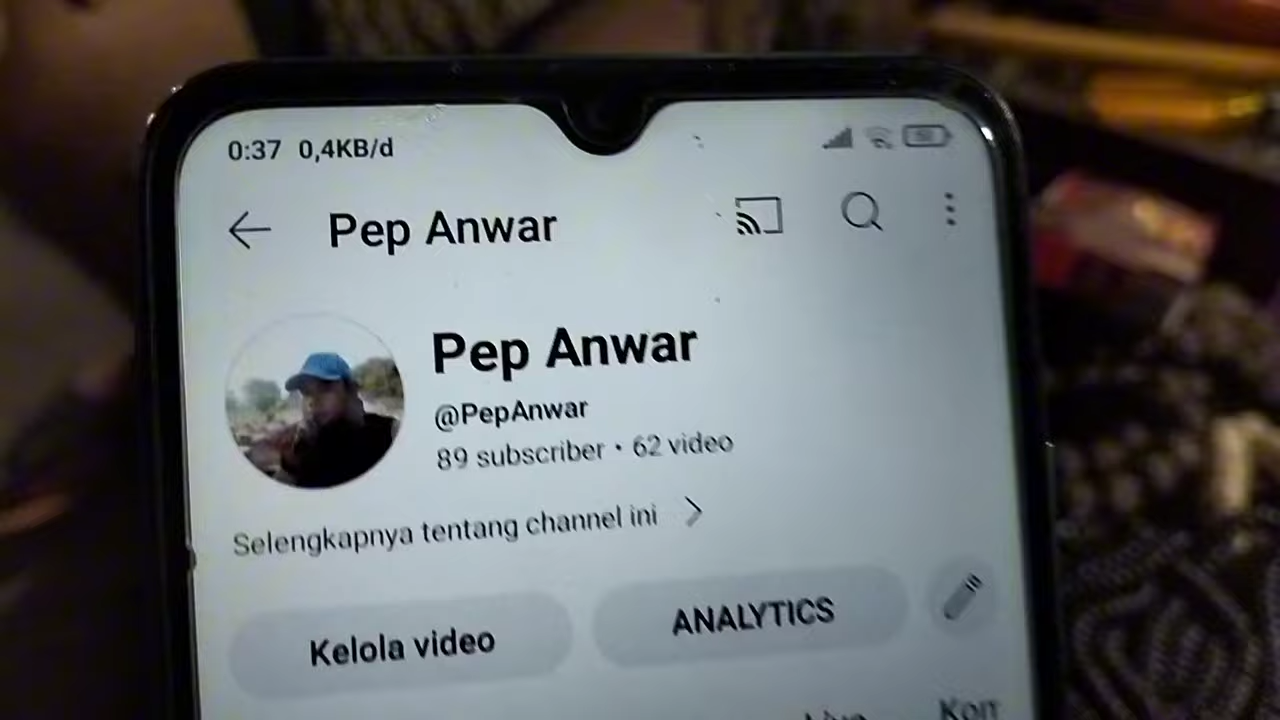 0:37 0,4KB/d
Pep Anwar
Pep Anwar
@PepAnwar
89 subscriber • 62 video
Selengkapnya tentang channel ini
Kelola video
ANALYTICS